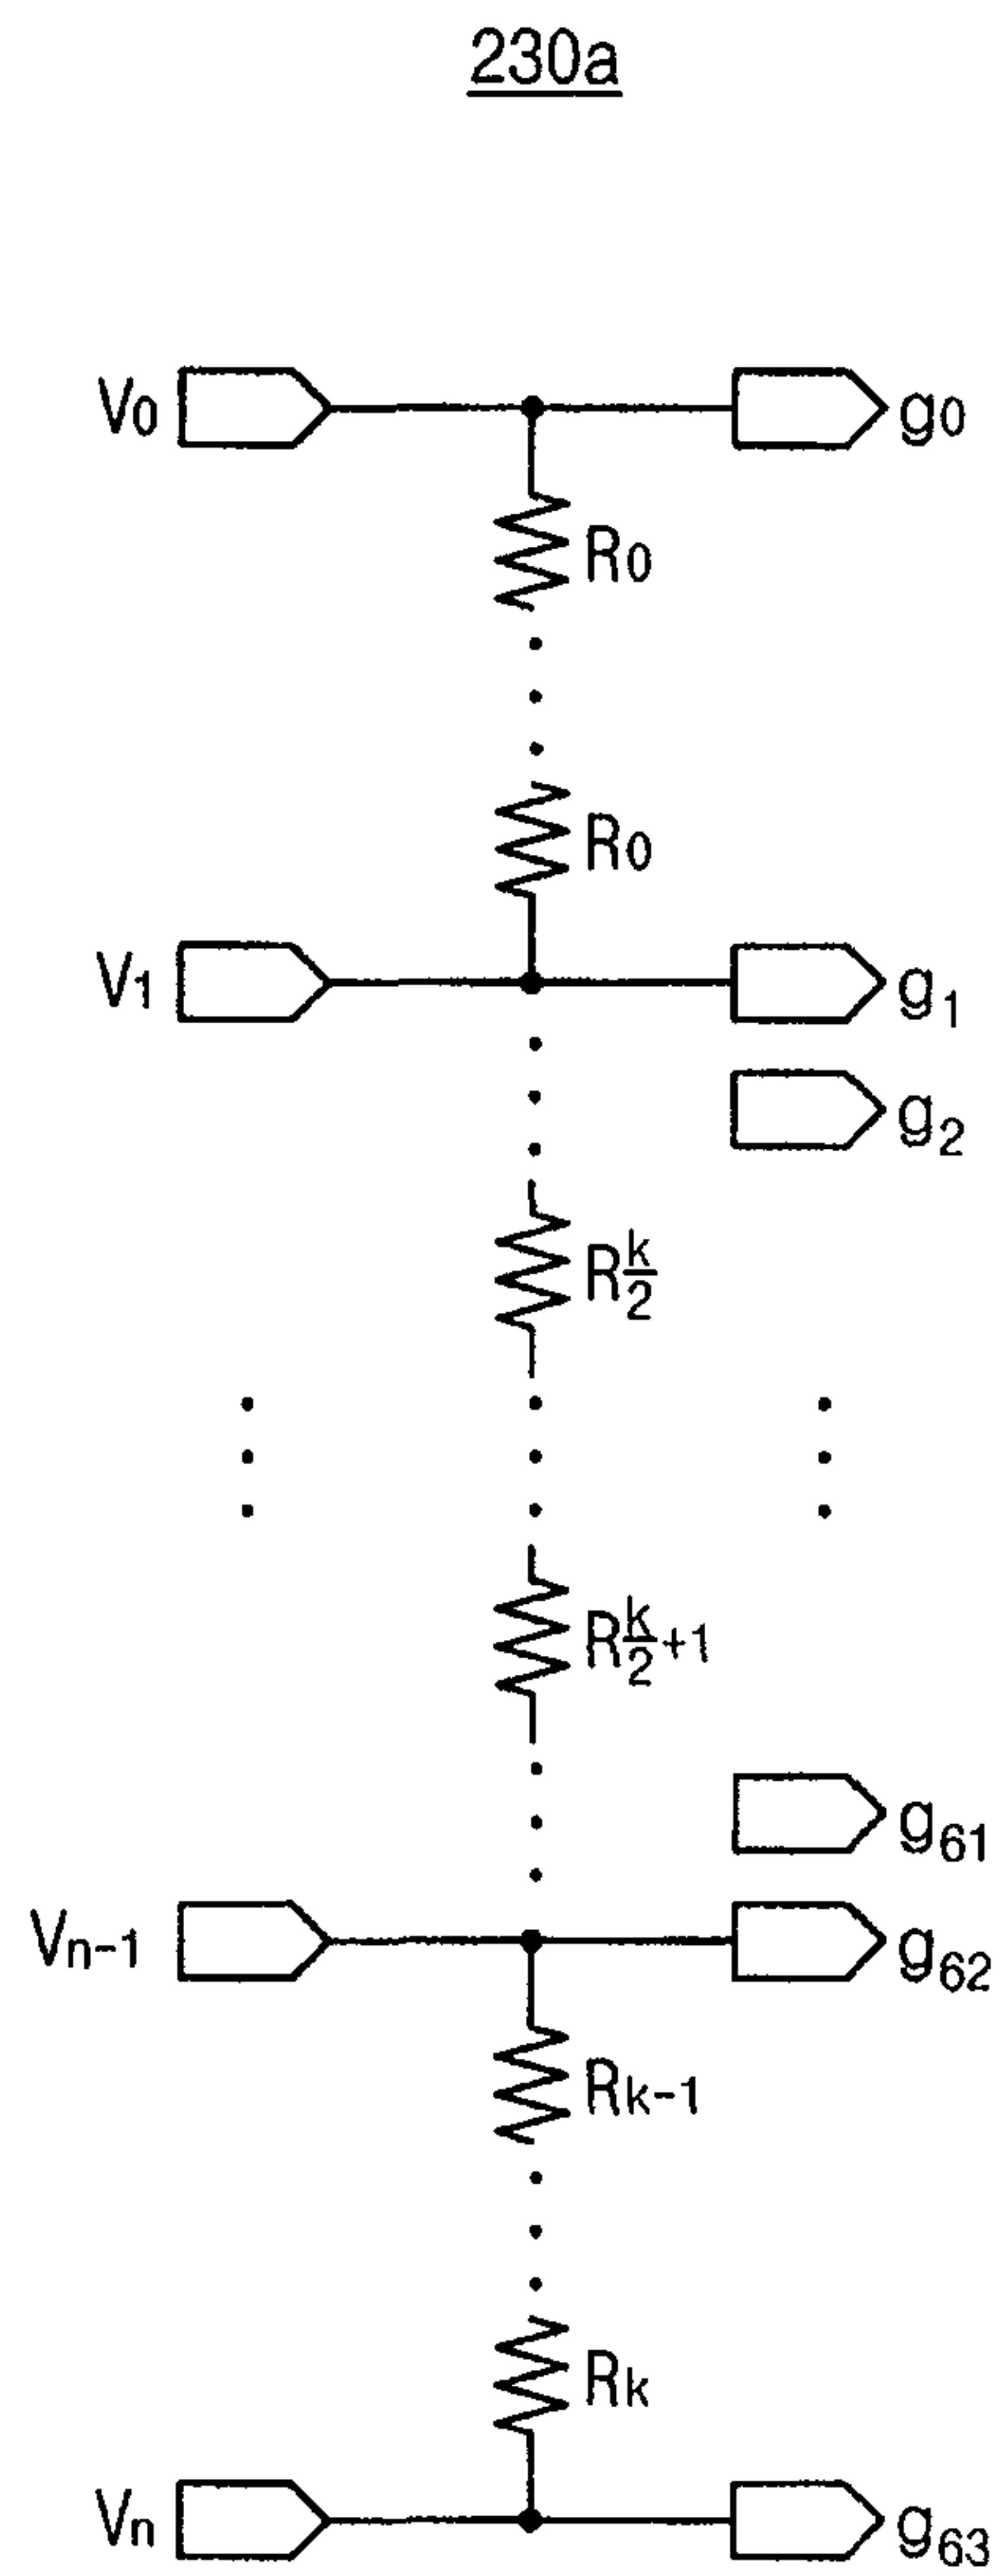 230a
V0 g0
R0
R0
V1 g1
g2
Rk/2
Rk/2+1
g61
Vn-1 g62
Rk-1
Rk
Vn g63